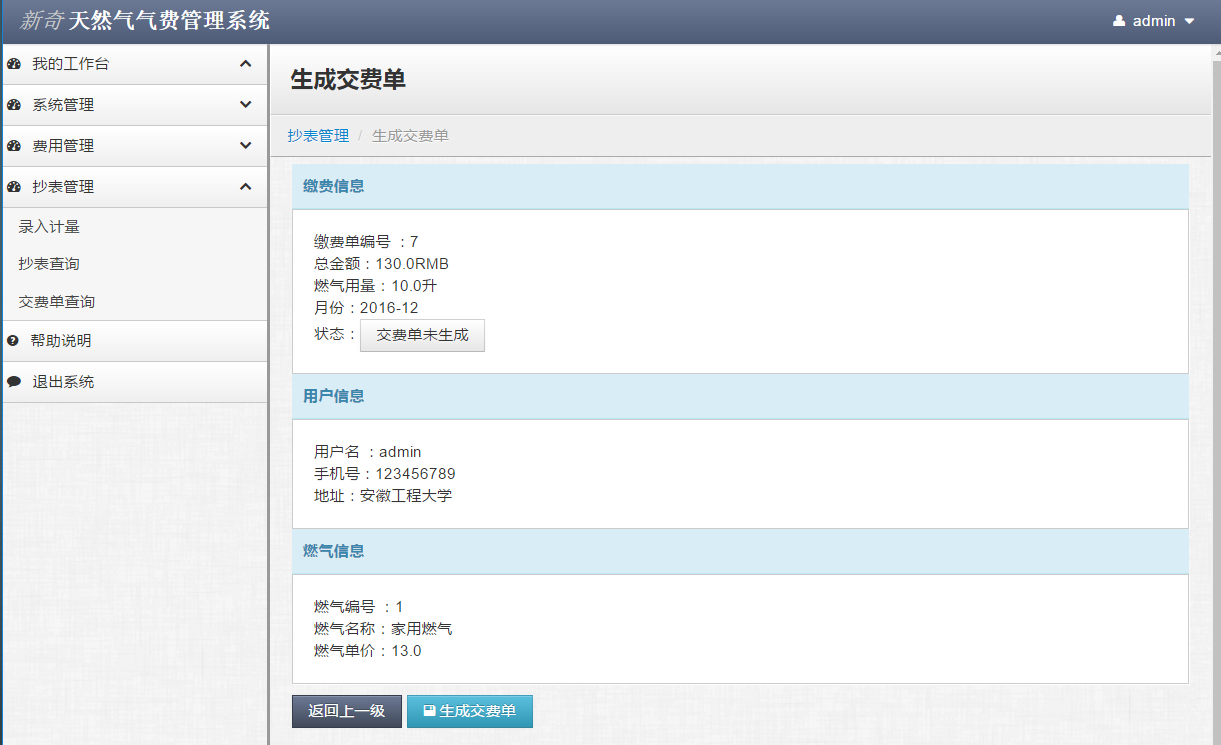 新奇 天然气气费管理系统
admin
我的工作台
系统管理
费用管理
抄表管理
录入计量
抄表查询
交费单查询
帮助说明
退出系统
生成交费单
抄表管理 / 生成交费单
缴费信息
缴费单编号 ：7
总金额：130.0RMB
燃气用量：10.0升
月份：2016-12
状态： 交费单未生成
用户信息
用户名 ：admin
手机号：123456789
地址：安徽工程大学
燃气信息
燃气编号 ：1
燃气名称：家用燃气
燃气单价：13.0
返回上一级 生成交费单